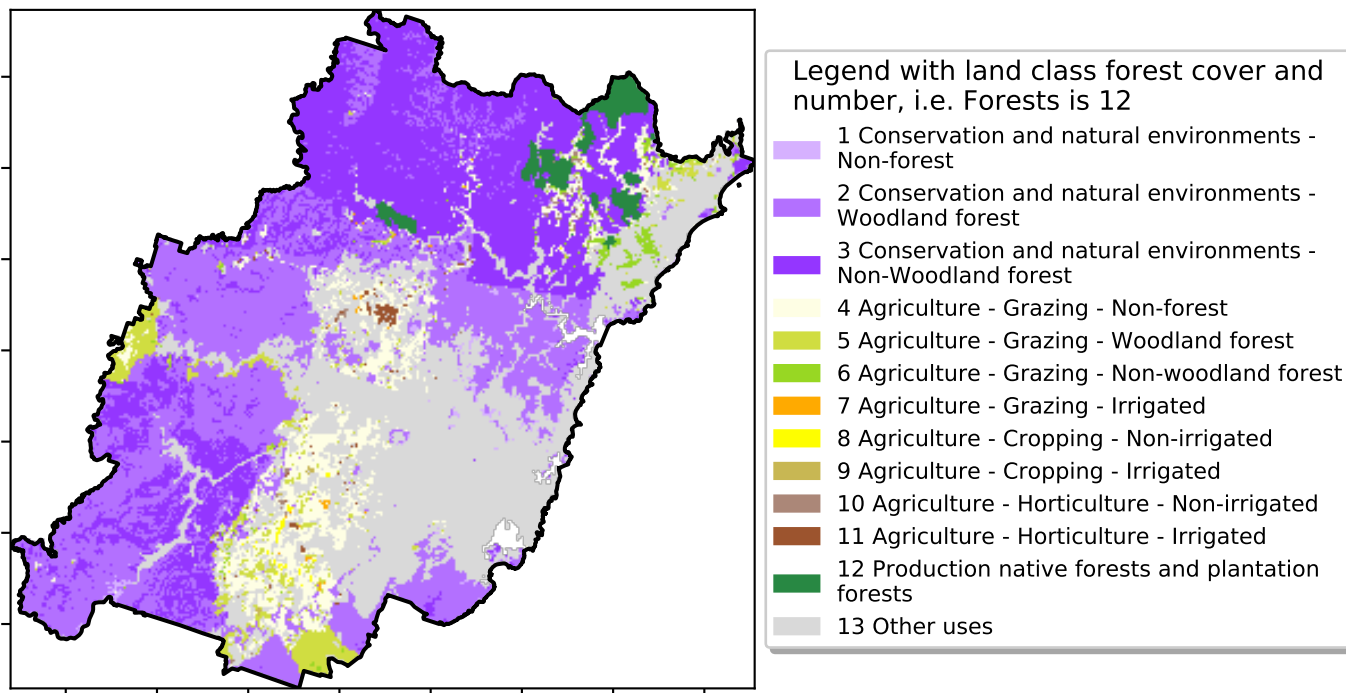 Legend with land class forest cover and
number, i.e. Forests is 12
1 Conservation and natural environments -
Non-forest
2 Conservation and natural environments -
Woodland forest
3 Conservation and natural environments -
Non-Woodland forest
4 Agriculture - Grazing - Non-forest
5 Agriculture - Grazing - Woodland forest
6 Agriculture - Grazing - Non-woodland forest
7 Agriculture - Grazing - Irrigated
8 Agriculture - Cropping - Non-irrigated
9 Agriculture - Cropping - Irrigated
10 Agriculture - Horticulture - Non-irrigated
11 Agriculture - Horticulture - Irrigated
12 Production native forests and plantation
forests
13 Other uses